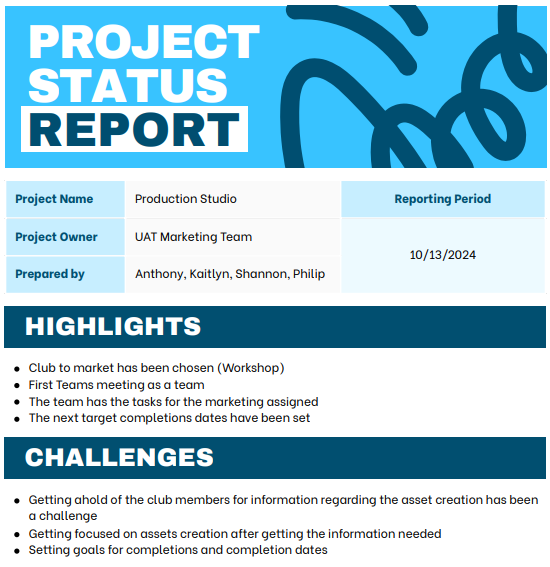 PROJECT
STATUS
REPORT
Project Name Production Studio Reporting Period
Project Owner UAT Marketing Team
10/13/2024
Prepared by Anthony, Kaitlyn, Shannon, Philip
HIGHLIGHTS
● Club to market has been chosen (Workshop)
● First Teams meeting as a team
● The team has the tasks for the marketing assigned
● The next target completions dates have been set
CHALLENGES
● Getting ahold of the club members for information regarding the asset creation has been
a challenge
● Getting focused on assets creation after getting the information needed
● Setting goals for completions and completion dates